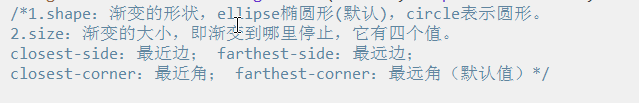 /*1.shape：渐变的形状，ellipse椭圆形(默认)，circle表示圆形。
2.size：渐变的大小，即渐变到哪里停止，它有四个值。
closest-side：最近边； farthest-side：最远边；
closest-corner：最近角； farthest-corner：最远角（默认值）*/